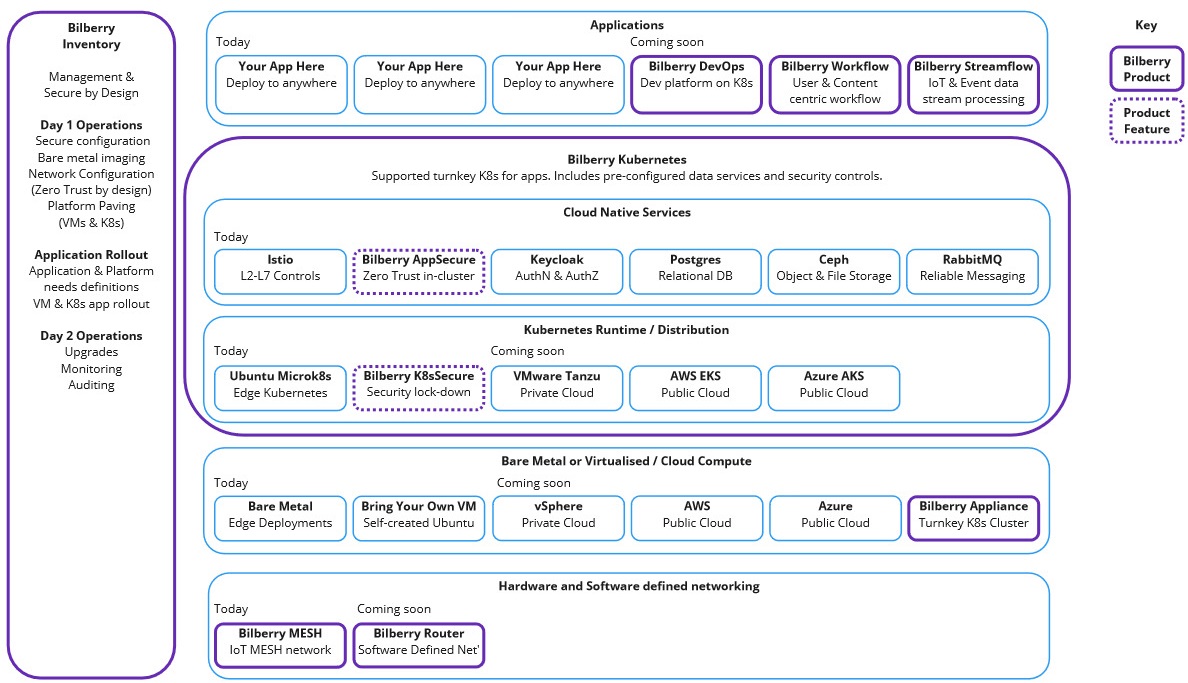 Bilberry
Inventory
Management &
Secure by Design
Day 1 Operations
Secure configuration
Bare metal imaging
Network Configuration
(Zero Trust by design)
Platform Paving
(VMs & K8s)
Application Rollout
Application & Platform
needs definitions
VM & K8s app rollout
Day 2 Operations
Upgrades
Monitoring
Auditing
Applications
Today
Coming soon
Your App Here
Deploy to anywhere
Your App Here
Deploy to anywhere
Your App Here
Deploy to anywhere
Bilberry DevOps
Dev platform on K8s
Bilberry Workflow
User & Content
centric workflow
Bilberry Streamflow
IoT & Event data
stream processing
Bilberry Kubernetes
Supported turnkey K8s for apps. Includes pre-configured data services and security controls.
Cloud Native Services
Today
Istio
L2-L7 Controls
Bilberry AppSecure
Zero Trust in-cluster
Keycloak
AuthN & AuthZ
Postgres
Relational DB
Ceph
Object & File Storage
RabbitMQ
Reliable Messaging
Kubernetes Runtime / Distribution
Today
Coming soon
Ubuntu Microk8s
Edge Kubernetes
Bilberry K8sSecure
Security lock-down
VMware Tanzu
Private Cloud
AWS EKS
Public Cloud
Azure AKS
Public Cloud
Bare Metal or Virtualised / Cloud Compute
Today
Coming soon
Bare Metal
Edge Deployments
Bring Your Own VM
Self-created Ubuntu
vSphere
Private Cloud
AWS
Public Cloud
Azure
Public Cloud
Bilberry Appliance
Turnkey K8s Cluster
Hardware and Software defined networking
Today
Coming soon
Bilberry MESH
IoT MESH network
Bilberry Router
Software Defined Net'
Key
Bilberry
Product
Product
Feature